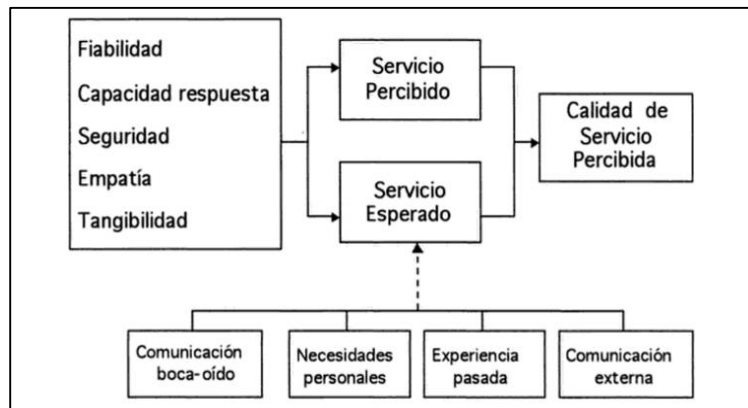 Fiabilidad
Capacidad respuesta
Seguridad
Empatía
Tangibilidad
Servicio
Percibido
Servicio
Esperado
Calidad de
Servicio
Percibida
Comunicación
boca-oído
Necesidades
personales
Experiencia
pasada
Comunicación
externa